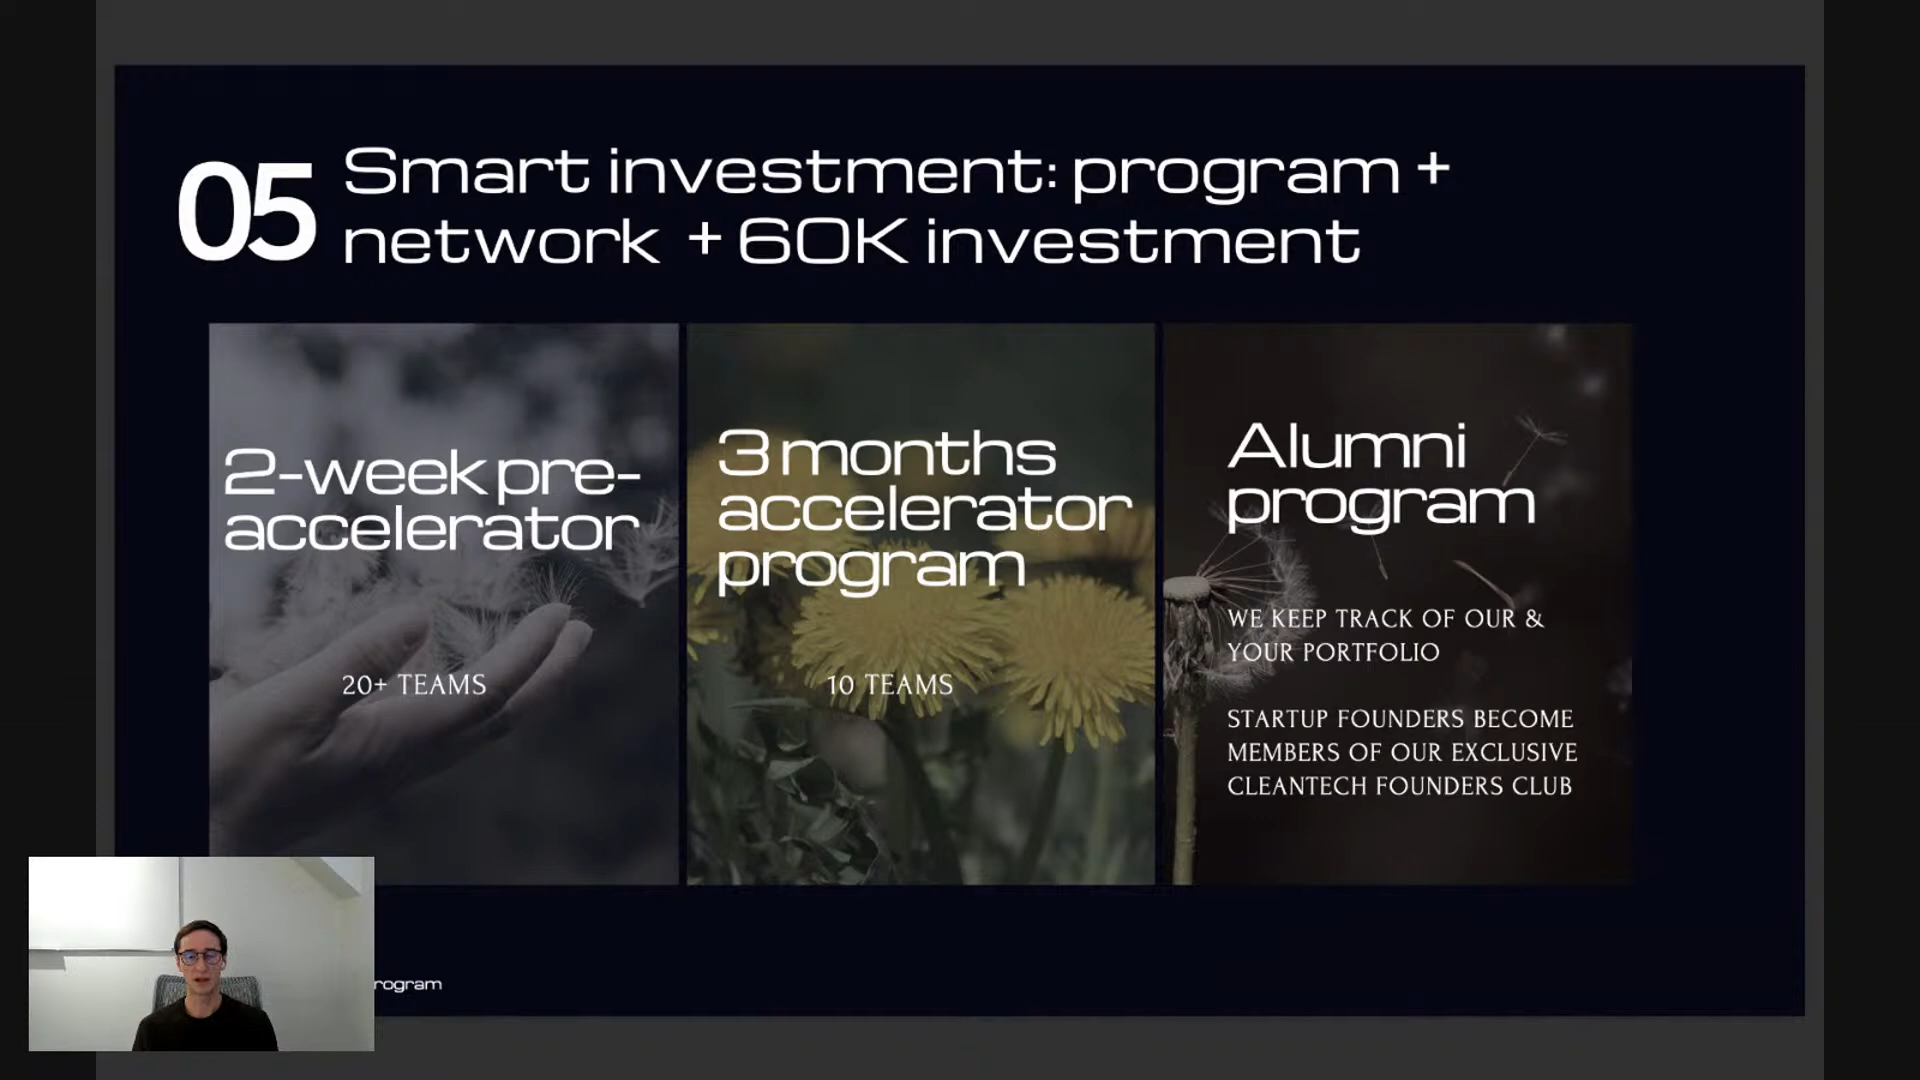 05
Smart investment: program +
network + 60K investment
2-week pre-
accelerator
20+ TEAMS
3 months
accelerator
program
10 TEAMS
Alumni
program
WE KEEP TRACK OF OUR &
YOUR PORTFOLIO
STARTUP FOUNDERS BECOME
MEMBERS OF OUR EXCLUSIVE
CLEANTECH FOUNDERS CLUB
rogram